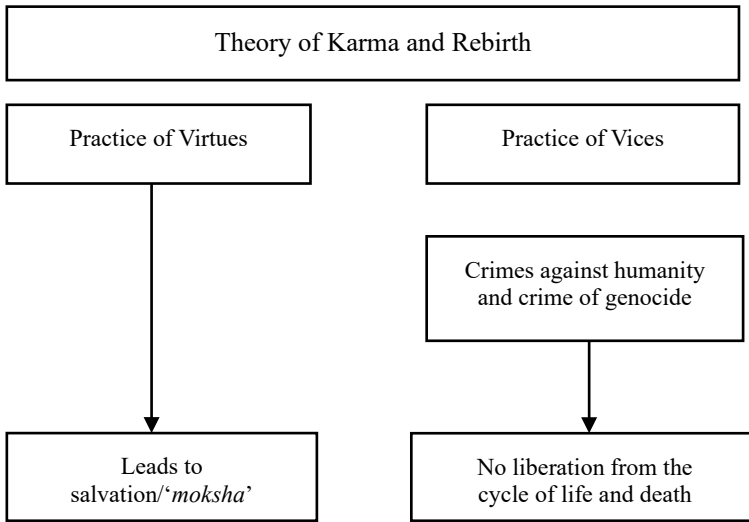 Theory of Karma and Rebirth
Practice of Virtues
Practice of Vices
Crimes against humanity
and crime of genocide
Leads to
salvation/‘moksha’
No liberation from the
cycle of life and death